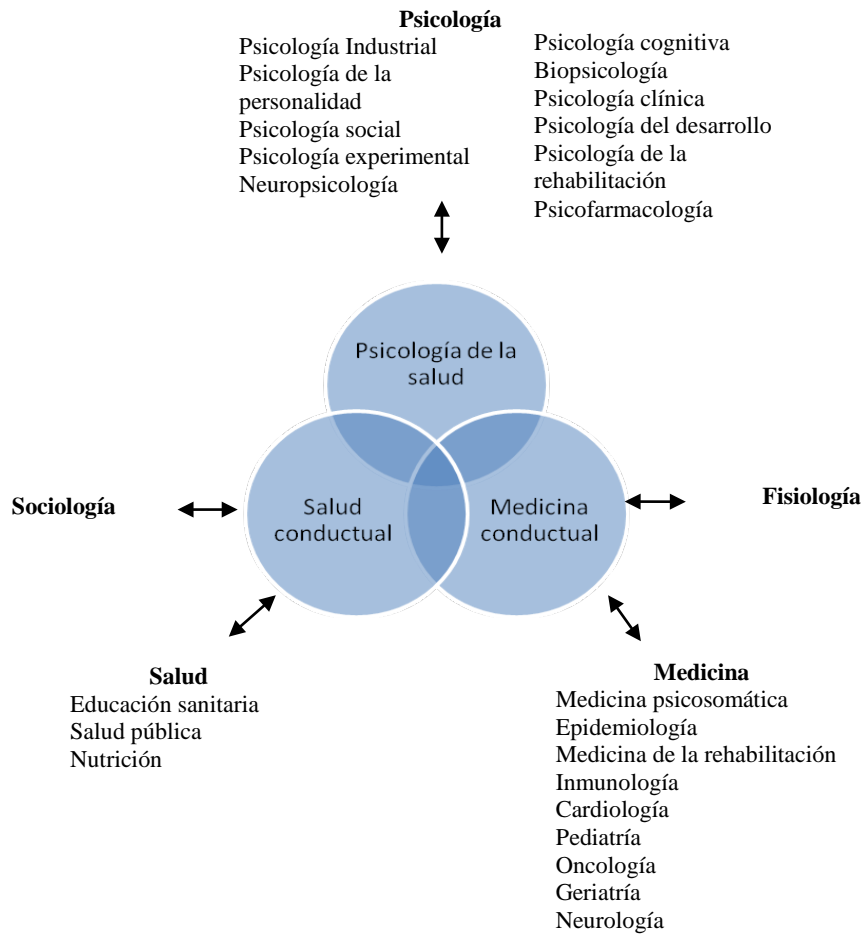 Psicología
Psicología Industrial
Psicología de la
personalidad
Psicología social
Psicología experimental
Neuropsicología
Psicología cognitiva
Biopsicología
Psicología clínica
Psicología del desarrollo
Psicología de la
rehabilitación
Psicofarmacología
Psicología de la
salud
Sociología
Salud
conductual
Medicina
conductual
Fisiología
Salud
Educación sanitaria
Salud pública
Nutrición
Medicina
Medicina psicosomática
Epidemiología
Medicina de la rehabilitación
Inmunología
Cardiología
Pediatría
Oncología
Geriatría
Neurología